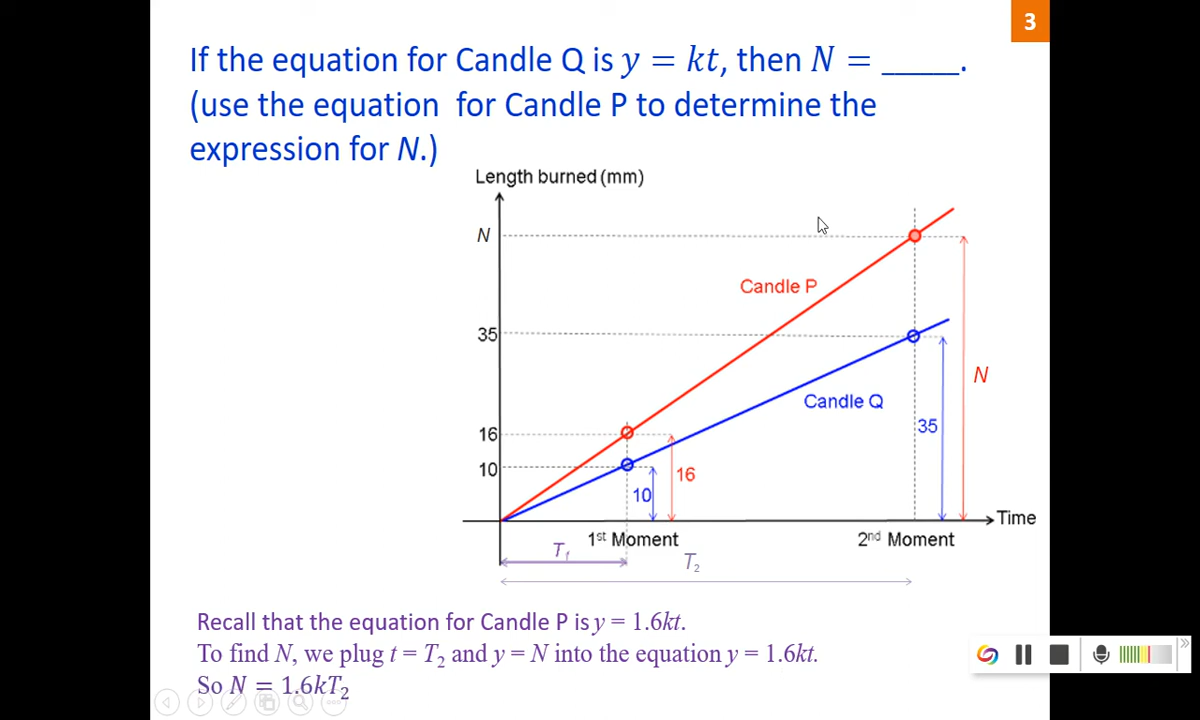 3
If the equation for Candle Q is y = kt, then N = _____.
(use the equation for Candle P to determine the
expression for N.)
Length burned (mm)
N
Candle P
35
N
Candle Q
35
16
16
10
10
Time
1st Moment
2nd Moment
T₁
T₂
Recall that the equation for Candle P is y = 1.6kt.
To find N, we plug t = T₂ and y = N into the equation y = 1.6kt.
So N = 1.6kT₂